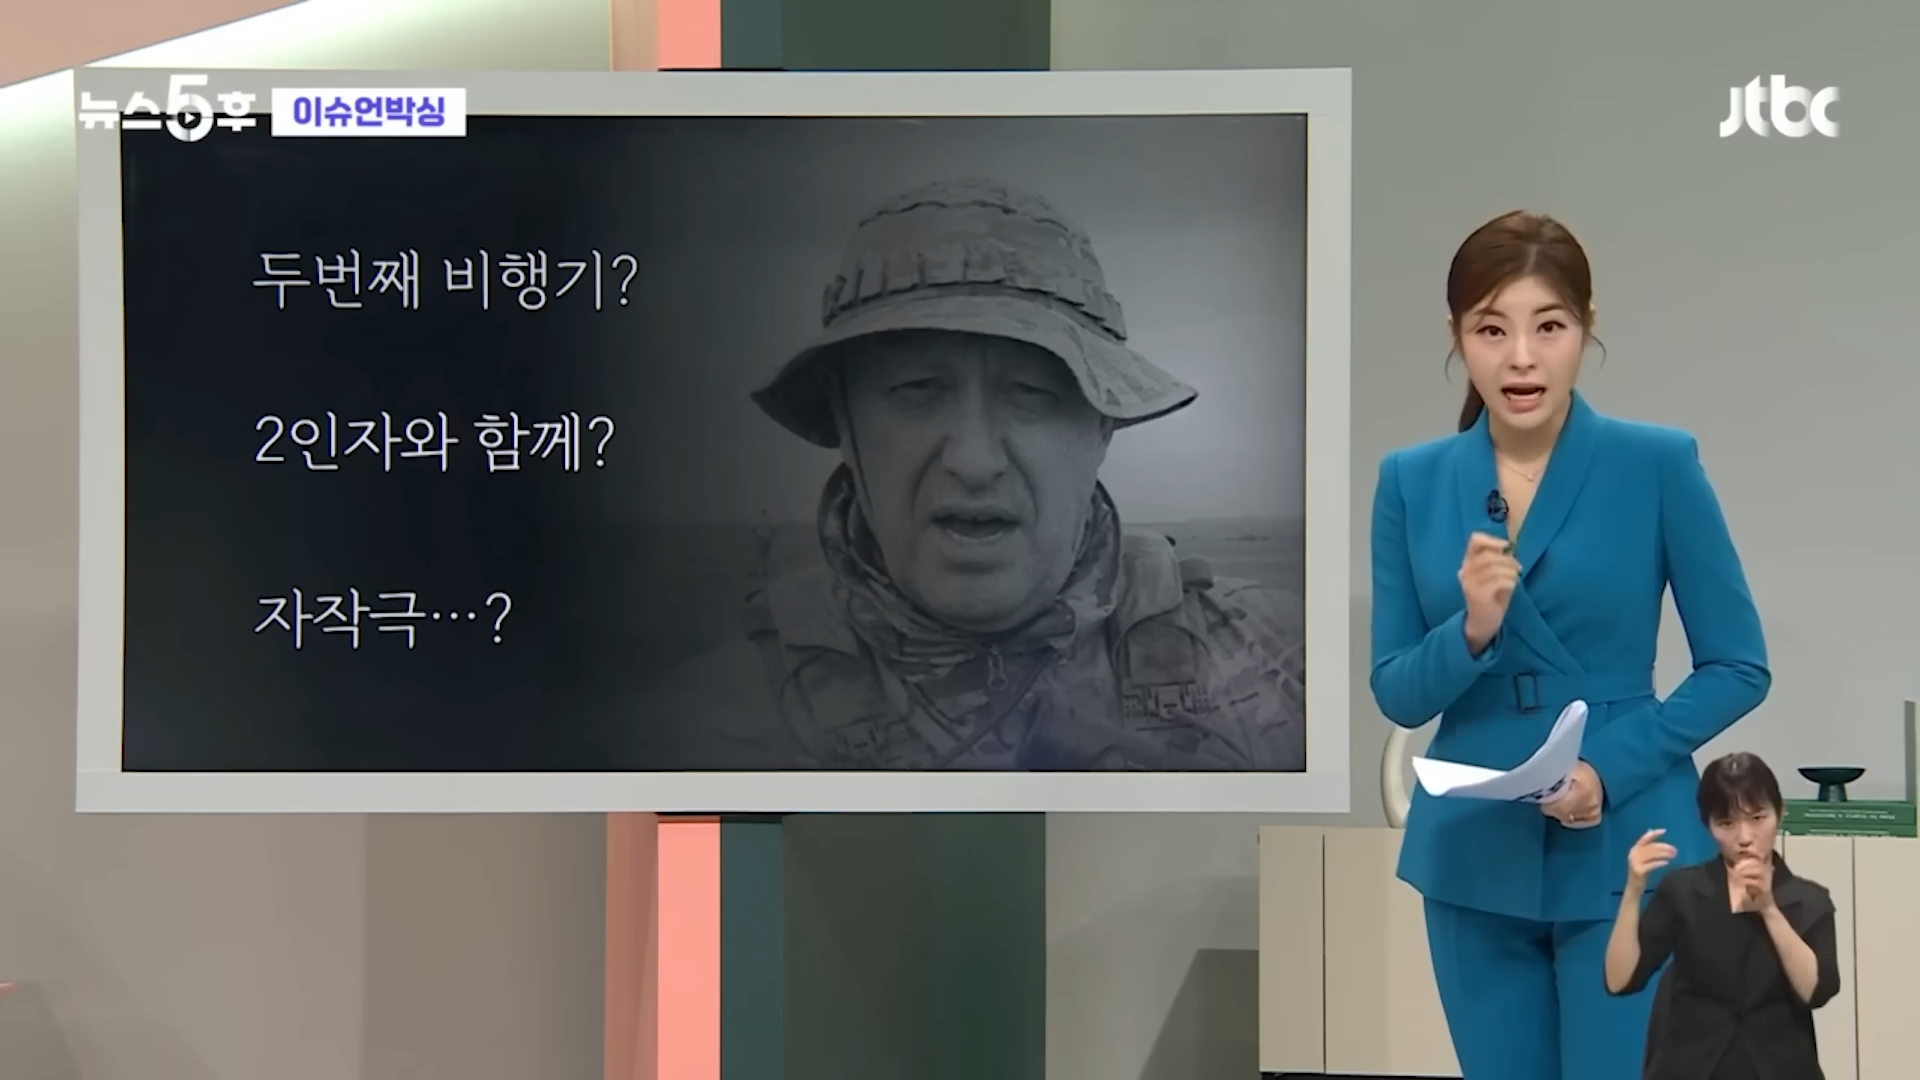 뉴스5후
이슈언박싱
jtbc
두번째 비행기?
2인자와 함께?
자작극…?